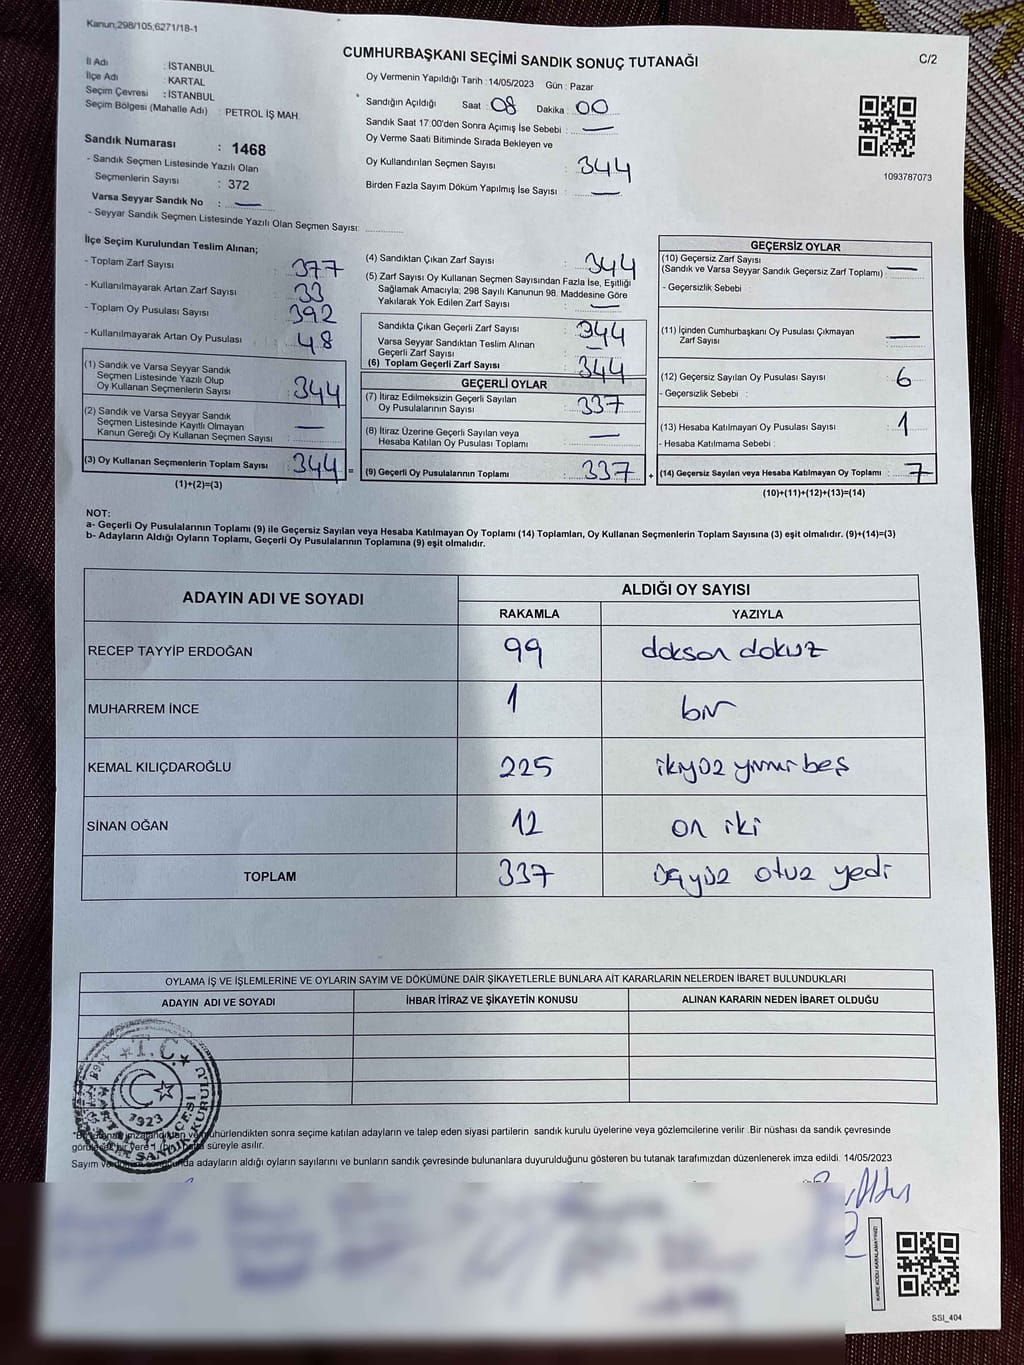 Kanun;298/105,6271/18-1
C/2
CUMHURBAŞKANI SEÇİMİ SANDIK SONUÇ TUTANAĞI
İl Adı : İSTANBUL
İlçe Adı : KARTAL
Seçim Çevresi : İSTANBUL
Seçim Bölgesi (Mahalle Adı) : PETROL İŞ MAH.
Oy Vermenin Yapıldığı Tarih : 14/05/2023 Gün : Pazar
Sandığın Açıldığı Saat : 08 Dakika : 00
Sandık Saat 17:00'den Sonra Açımış İse Sebebi : —
Oy Verme Saati Bitiminde Sırada Bekleyen ve
Oy Kullandırılan Seçmen Sayısı : 344
Birden Fazla Sayım Döküm Yapılmış İse Sayısı : —
1093787073
Sandık Numarası : 1468
- Sandık Seçmen Listesinde Yazılı Olan
Seçmenlerin Sayısı : 372
Varsa Seyyar Sandık No : —
- Seyyar Sandık Seçmen Listesinde Yazılı Olan Seçmen Sayısı:
İlçe Seçim Kurulundan Teslim Alınan;
- Toplam Zarf Sayısı : 377
- Kullanılmayarak Artan Zarf Sayısı : 33
- Toplam Oy Pusulası Sayısı : 392
- Kullanılmayarak Artan Oy Pusulası : 48
(1) Sandık ve Varsa Seyyar Sandık
Seçmen Listesinde Yazılı Olup
Oy Kullanan Seçmenlerin Sayısı : 344
(2) Sandık ve Varsa Seyyar Sandık
Seçmen Listesinde Kayıtlı Olmayan
Kanun Gereği Oy Kullanan Seçmen Sayısı : —
(3) Oy Kullanan Seçmenlerin Toplam Sayısı : 344 =
(1)+(2)=(3)
(4) Sandıktan Çıkan Zarf Sayısı : 344
(5) Zarf Sayısı Oy Kullanan Seçmen Sayısından Fazla İse, Eşitliği
Sağlamak Amacıyla; 298 Sayılı Kanunun 98. Maddesine Göre
Yakılarak Yok Edilen Zarf Sayısı : —
Sandıkta Çıkan Geçerli Zarf Sayısı : 344
Varsa Seyyar Sandıktan Teslim Alınan
Geçerli Zarf Sayısı : —
(6) Toplam Geçerli Zarf Sayısı : 344
GEÇERLİ OYLAR
(7) İtiraz Edilmeksizin Geçerli Sayılan
Oy Pusulalarının Sayısı : 337
(8) İtiraz Üzerine Geçerli Sayılan veya
Hesaba Katılan Oy Pusulası Toplamı : —
(9) Geçerli Oy Pusulalarının Toplamı : 337 +
GEÇERSİZ OYLAR
(10) Geçersiz Zarf Sayısı
(Sandık ve Varsa Seyyar Sandık Geçersiz Zarf Toplamı) : —
- Geçersizlik Sebebi :
(11) İçinden Cumhurbaşkanı Oy Pusulası Çıkmayan
Zarf Sayısı : —
(12) Geçersiz Sayılan Oy Pusulası Sayısı : 6
- Geçersizlik Sebebi :
(13) Hesaba Katılmayan Oy Pusulası Sayısı : 1
- Hesaba Katılmama Sebebi :
(14) Geçersiz Sayılan veya Hesaba Katılmayan Oy Toplamı : 7
(10)+(11)+(12)+(13)=(14)
NOT:
a- Geçerli Oy Pusulalarının Toplamı (9) ile Geçersiz Sayılan veya Hesaba Katılmayan Oy Toplamı (14) Toplamları, Oy Kullanan Seçmenlerin Toplam Sayısına (3) eşit olmalıdır. (9)+(14)=(3)
b- Adayların Aldığı Oyların Toplamı, Geçerli Oy Pusulalarının Toplamına (9) eşit olmalıdır.
ADAYIN ADI VE SOYADI ALDIĞI OY SAYISI
RAKAMLA YAZIYLA
RECEP TAYYİP ERDOĞAN 99 doksan dokuz
MUHARREM İNCE 1 bir
KEMAL KILIÇDAROĞLU 225 ikiyüz yirmi beş
SİNAN OĞAN 12 on iki
TOPLAM 337 üçyüz otuz yedi
OYLAMA İŞ VE İŞLEMLERİNE VE OYLARIN SAYIM VE DÖKÜMÜNE DAİR ŞİKAYETLERLE BUNLARA AİT KARARLARIN NELERDEN İBARET BULUNDUKLARI
ADAYIN ADI VE SOYADI İHBAR İTİRAZ VE ŞİKAYETİN KONUSU ALINAN KARARIN NEDEN İBARET OLDUĞU
T.C.
1923
SANDIK KURULU
mühürlendikten sonra seçime katılan adayların ve talep eden siyasi partilerin sandık kurulu üyelerine veya gözlemcilerine verilir .Bir nüshası da sandık çevresinde
süreyle asılır.
Sayım ve adayların aldığı oyların sayılarını ve bunların sandık çevresinde bulunanlara duyurulduğunu gösteren bu tutanak tarafımızdan düzenlenerek imza edildi. 14/05/2023
KARE KODU KARALAMAYINIZ!
SSI_404